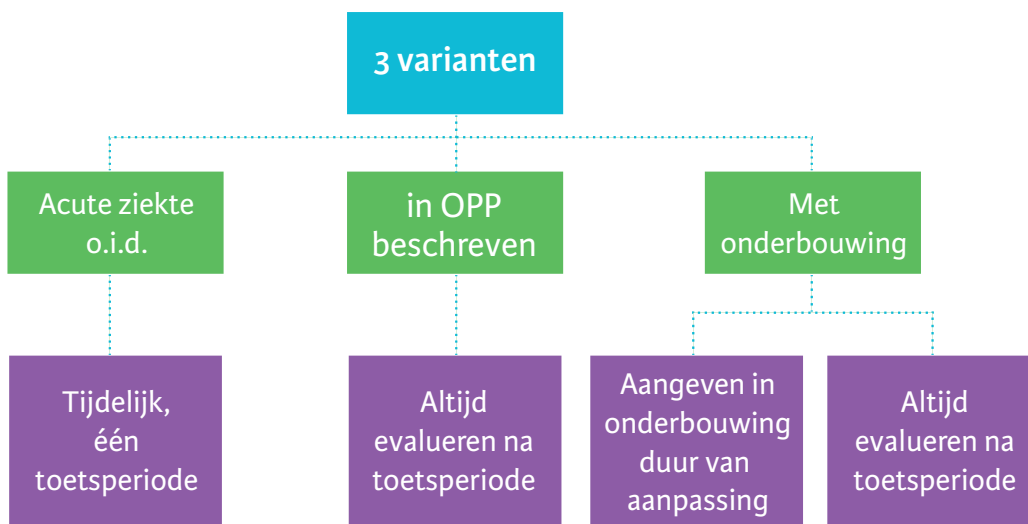 3 varianten
Acute ziekte
o.i.d.
in OPP
beschreven
Met
onderbouwing
Tijdelijk,
één
toetsperiode
Altijd
evalueren na
toetsperiode
Aangeven in
onderbouwing
duur van
aanpassing
Altijd
evalueren na
toetsperiode